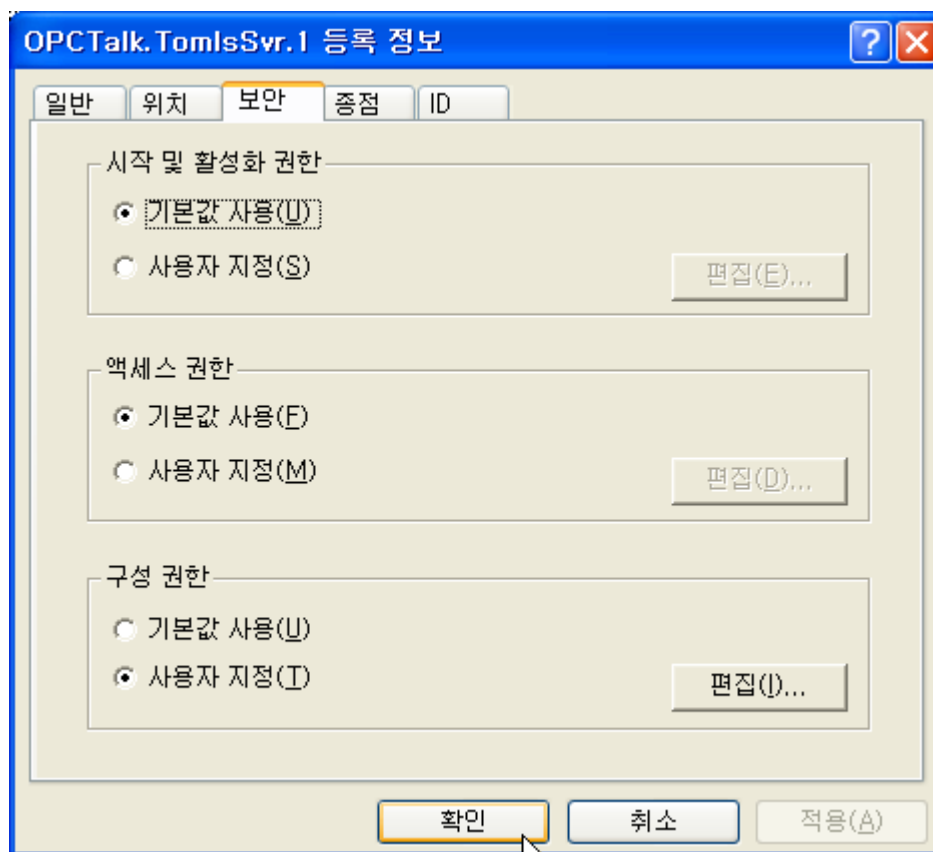 OPCTalk.TomIsSvr.1 등록 정보
일반 위치 보안 종점 ID
시작 및 활성화 권한
기본값 사용(U)
사용자 지정(S)
편집(E)...
액세스 권한
기본값 사용(F)
사용자 지정(M)
편집(D)...
구성 권한
기본값 사용(U)
사용자 지정(T)
편집(I)...
확인 취소 적용(A)